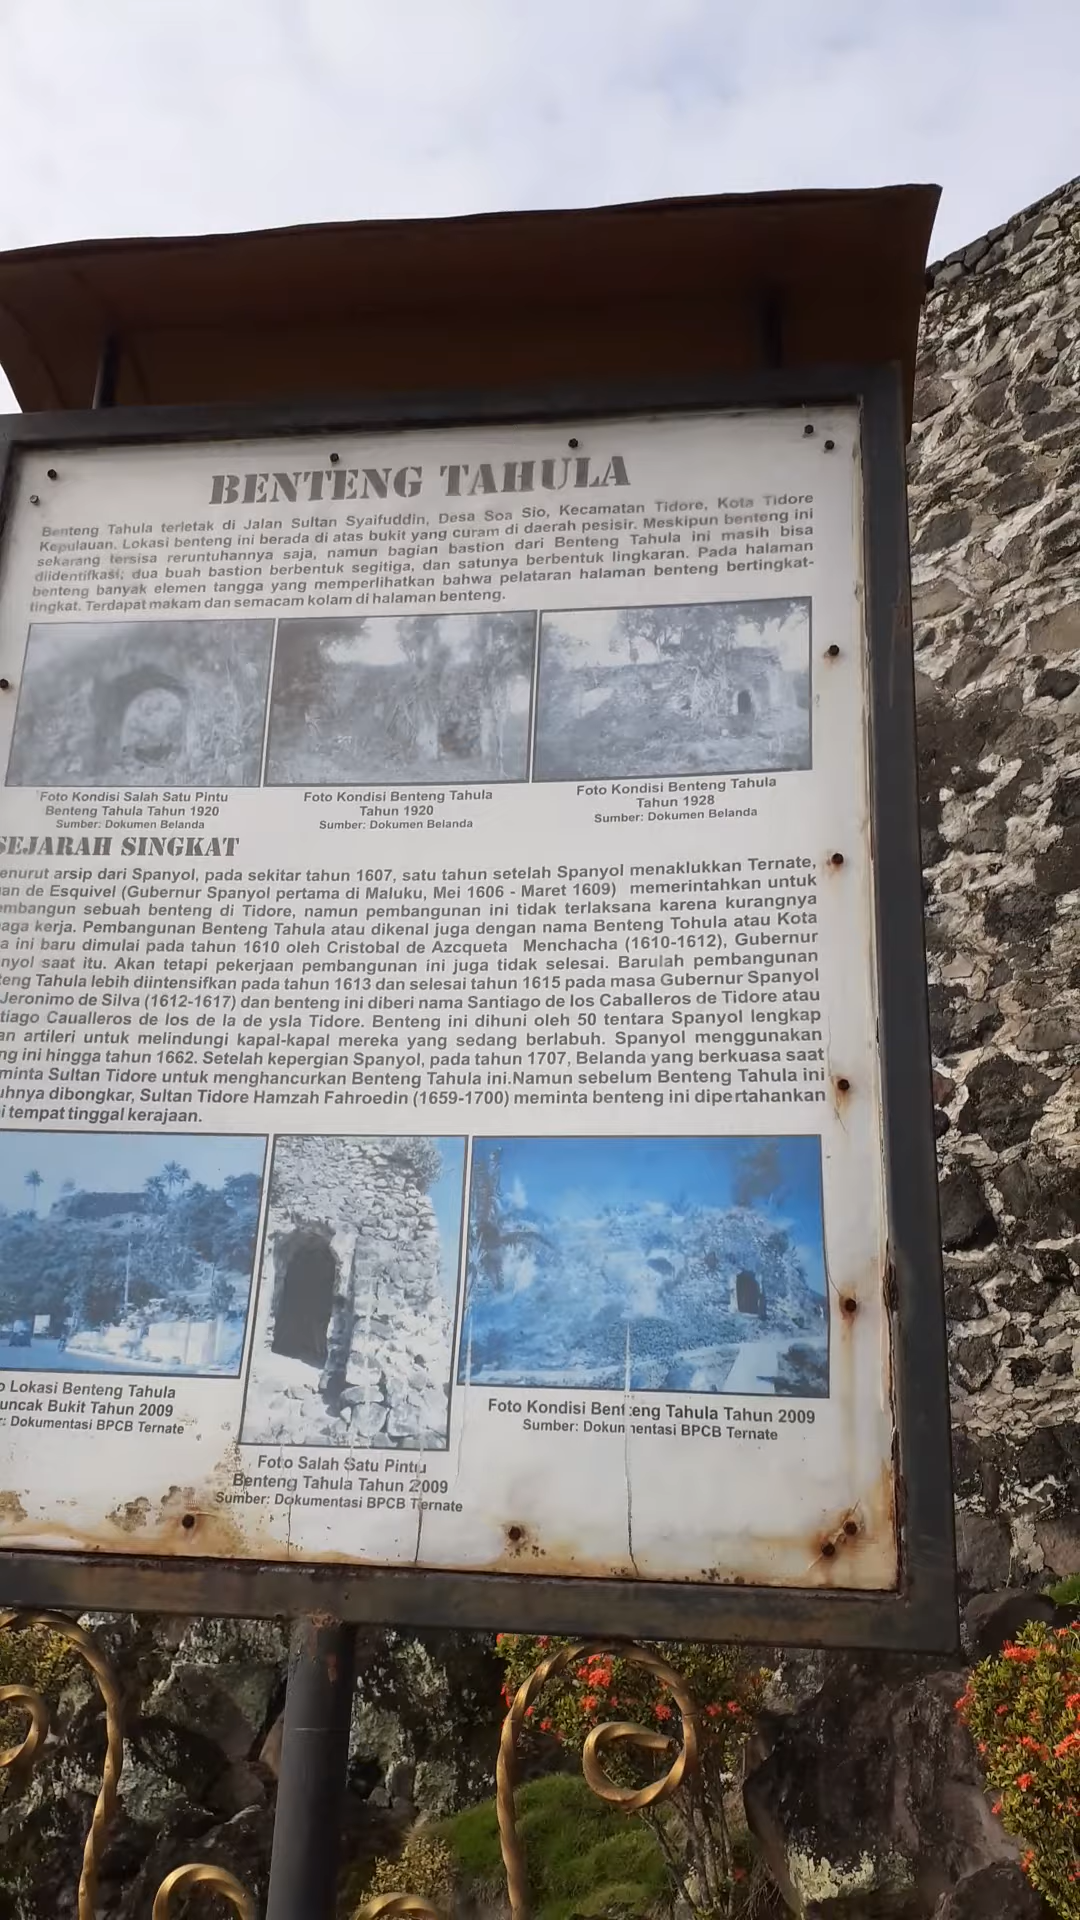 BENTENG TAHULA
Benteng Tahula terletak di Jalan Sultan Syaifuddin, Desa Soa Sio, Kecamatan Tidore, Kota Tidore
Kepulauan. Lokasi benteng ini berada di atas bukit yang curam di daerah pesisir. Meskipun benteng ini
sekarang tersisa reruntuhannya saja, namun bagian bastion dari Benteng Tahula ini masih bisa
diidentifkasi; dua buah bastion berbentuk segitiga, dan satunya berbentuk lingkaran. Pada halaman
benteng banyak elemen tangga yang memperlihatkan bahwa pelataran halaman benteng bertingkat-
tingkat. Terdapat makam dan semacam kolam di halaman benteng.
Foto Kondisi Salah Satu Pintu
Benteng Tahula Tahun 1920
Sumber: Dokumen Belanda
Foto Kondisi Benteng Tahula
Tahun 1920
Sumber: Dokumen Belanda
Foto Kondisi Benteng Tahula
Tahun 1928
Sumber: Dokumen Belanda
SEJARAH SINGKAT
enurut arsip dari Spanyol, pada sekitar tahun 1607, satu tahun setelah Spanyol menaklukkan Ternate,
an de Esquivel (Gubernur Spanyol pertama di Maluku, Mei 1606 - Maret 1609) memerintahkan untuk
embangun sebuah benteng di Tidore, namun pembangunan ini tidak terlaksana karena kurangnya
aga kerja. Pembangunan Benteng Tahula atau dikenal juga dengan nama Benteng Tohula atau Kota
a ini baru dimulai pada tahun 1610 oleh Cristobal de Azcqueta Menchacha (1610-1612), Gubernur
nyol saat itu. Akan tetapi pekerjaan pembangunan ini juga tidak selesai. Barulah pembangunan
eng Tahula lebih diintensifkan pada tahun 1613 dan selesai tahun 1615 pada masa Gubernur Spanyol
Jeronimo de Silva (1612-1617) dan benteng ini diberi nama Santiago de los Caballeros de Tidore atau
tiago Caualleros de los de la de ysla Tidore. Benteng ini dihuni oleh 50 tentara Spanyol lengkap
an artileri untuk melindungi kapal-kapal mereka yang sedang berlabuh. Spanyol menggunakan
ng ini hingga tahun 1662. Setelah kepergian Spanyol, pada tahun 1707, Belanda yang berkuasa saat
minta Sultan Tidore untuk menghancurkan Benteng Tahula ini.Namun sebelum Benteng Tahula ini
uhnya dibongkar, Sultan Tidore Hamzah Fahroedin (1659-1700) meminta benteng ini dipertahankan
i tempat tinggal kerajaan.
o Lokasi Benteng Tahula
uncak Bukit Tahun 2009
r: Dokumentasi BPCB Ternate
Foto Salah Satu Pintu
Benteng Tahula Tahun 2009
Sumber: Dokumentasi BPCB Ternate
Foto Kondisi Benteng Tahula Tahun 2009
Sumber: Dokumentasi BPCB Ternate